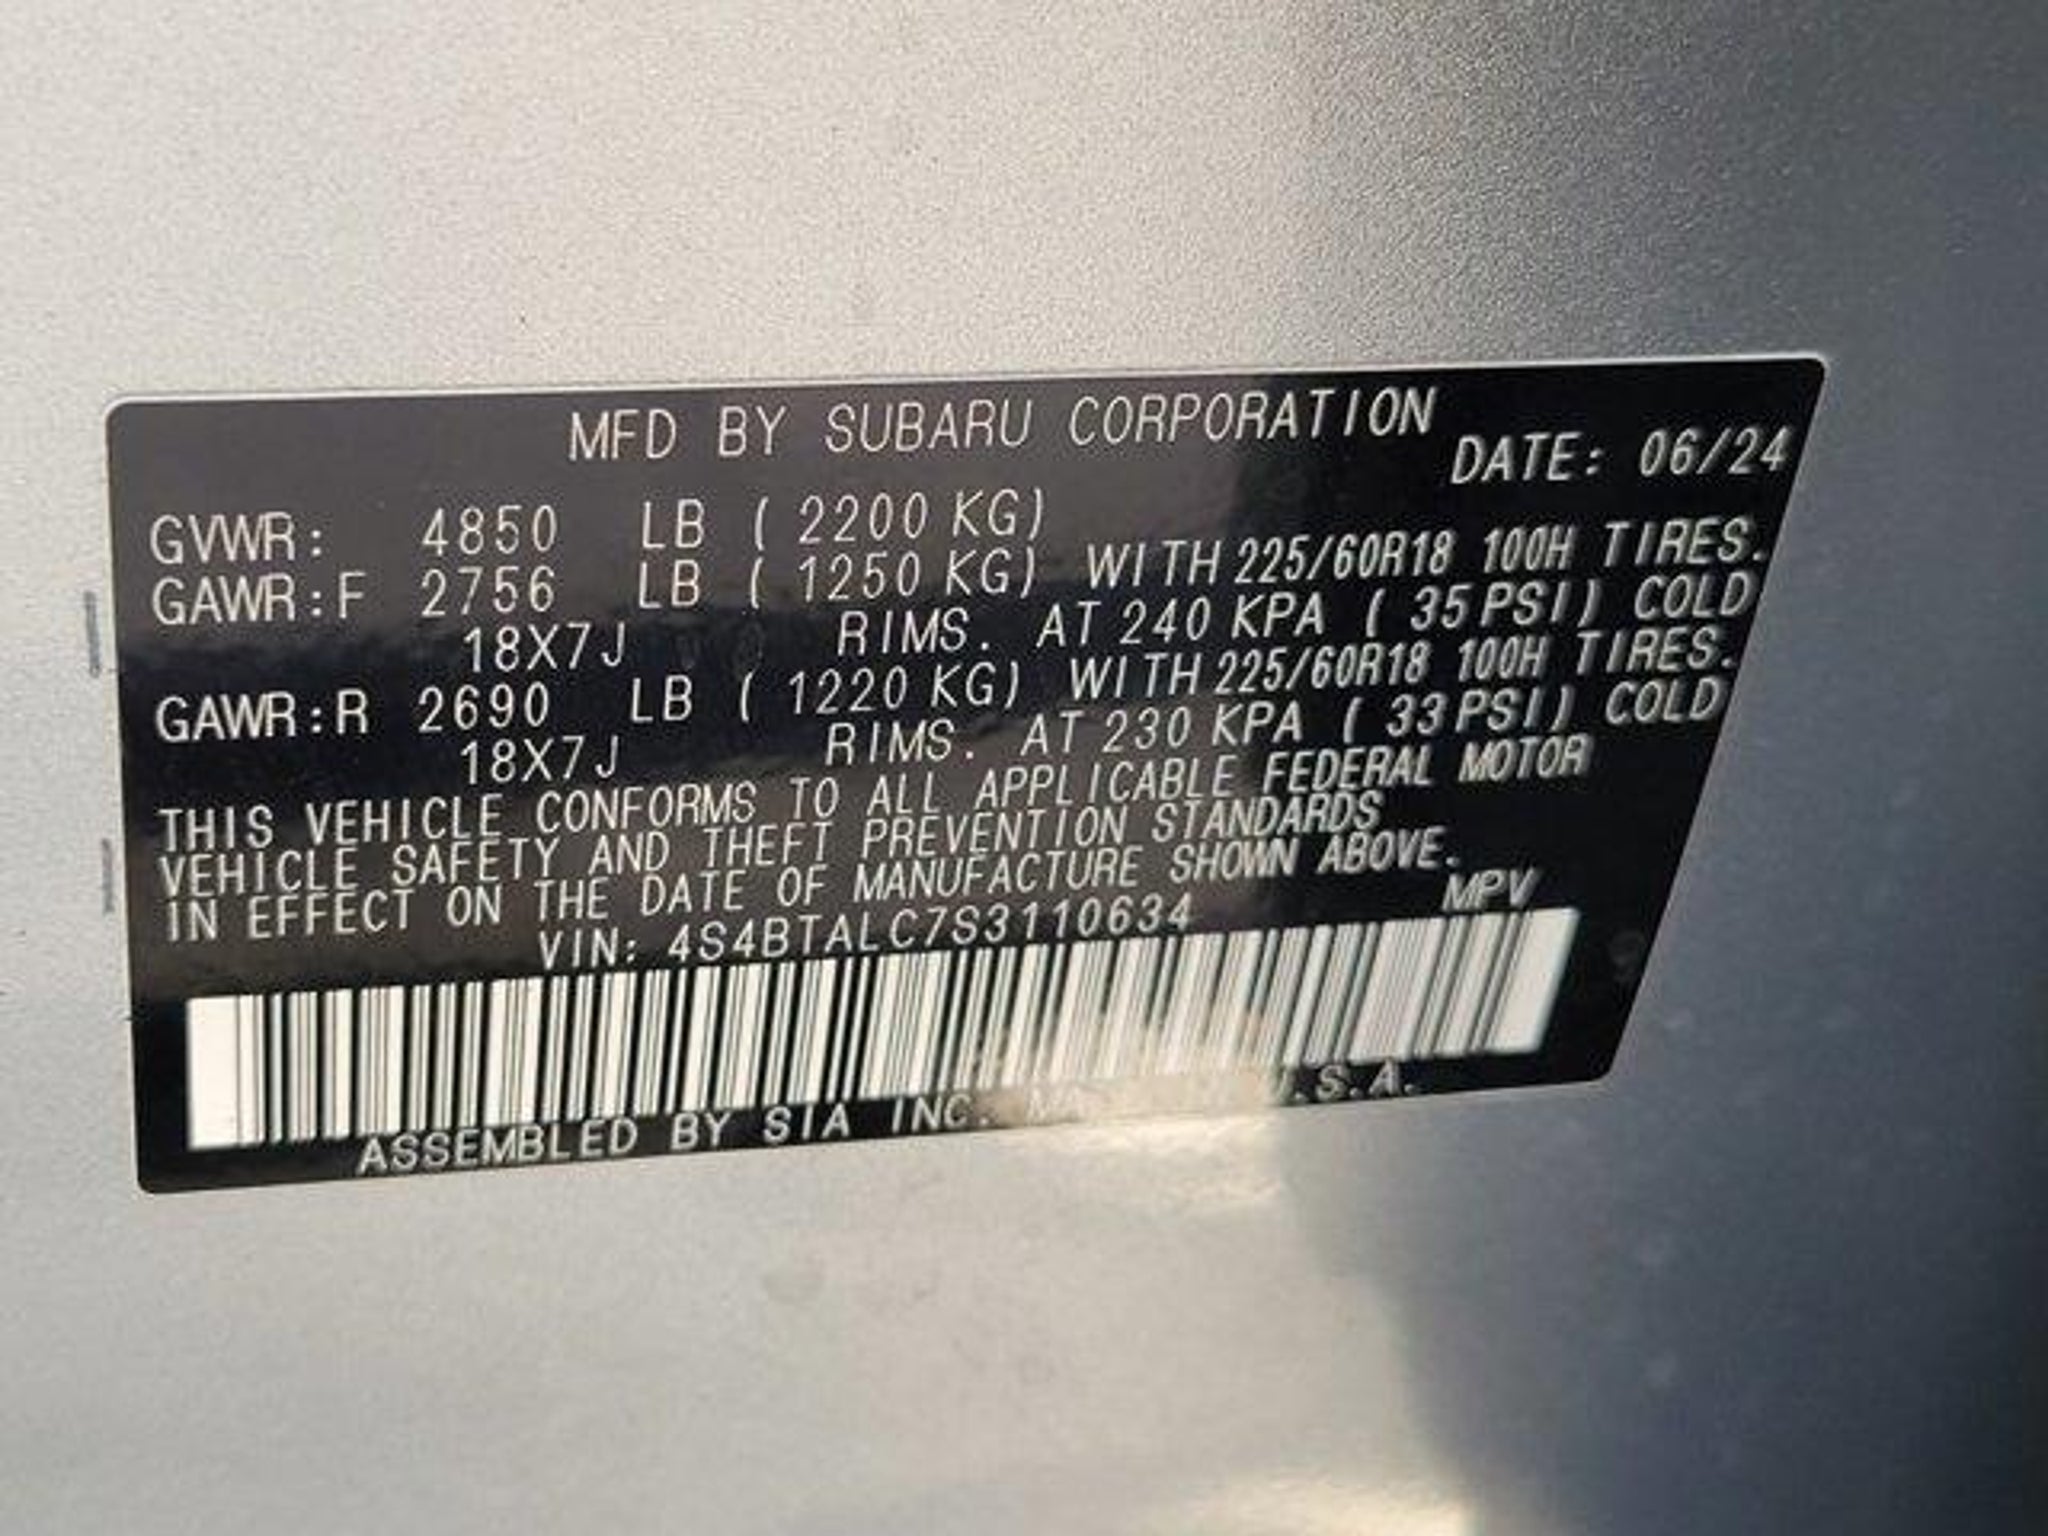 MFD BY SUBARU CORPORATION DATE: 06/24
GVWR: 4850 LB ( 2200 KG)
GAWR:F 2756 LB ( 1250 KG) WITH 225/60R18 100H TIRES.
18X7J RIMS. AT 240 KPA ( 35 PSI) COLD
GAWR:R 2690 LB ( 1220 KG) WITH 225/60R18 100H TIRES.
18X7J RIMS. AT 230 KPA ( 33 PSI) COLD
THIS VEHICLE CONFORMS TO ALL APPLICABLE FEDERAL MOTOR
VEHICLE SAFETY AND THEFT PREVENTION STANDARDS
IN EFFECT ON THE DATE OF MANUFACTURE SHOWN ABOVE.
VIN: 4S4BTALC7S3110634 MPV
ASSEMBLED BY SIA INC.